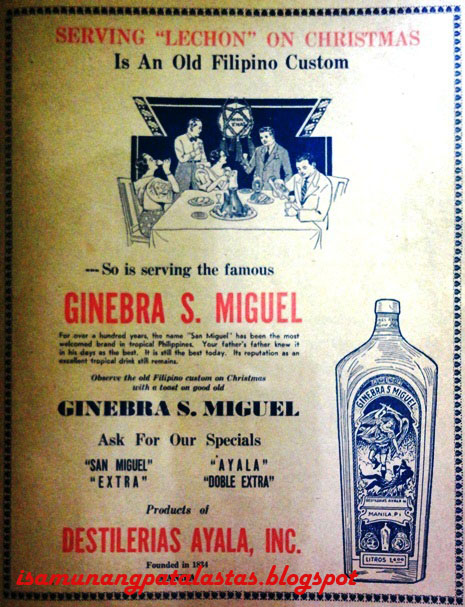 SERVING "LECHON" ON CHRISTMAS
Is An Old Filipino Custom
---So is serving the famous
GINEBRA S. MIGUEL
For over a hundred years, the name "San Miguel" has been the most
welcomed brand in tropical Philippines. Your father's father knew it
in his days as the best. It is still the best today. Its reputation as an
excellent tropical drink still remains.
Observe the old Filipino custom on Christmas
with a toast on good old
GINEBRA S. MIGUEL
Ask For Our Specials
"SAN MIGUEL" "AYALA"
"EXTRA" "DOBLE EXTRA"
Products of
DESTILERIAS AYALA, INC.
Founded in 1834
GINEBRA S MIGUEL
DESTILERIAS AYALA
MANILA, P.I.
LITROS
isamunangpatalastas.blogspot